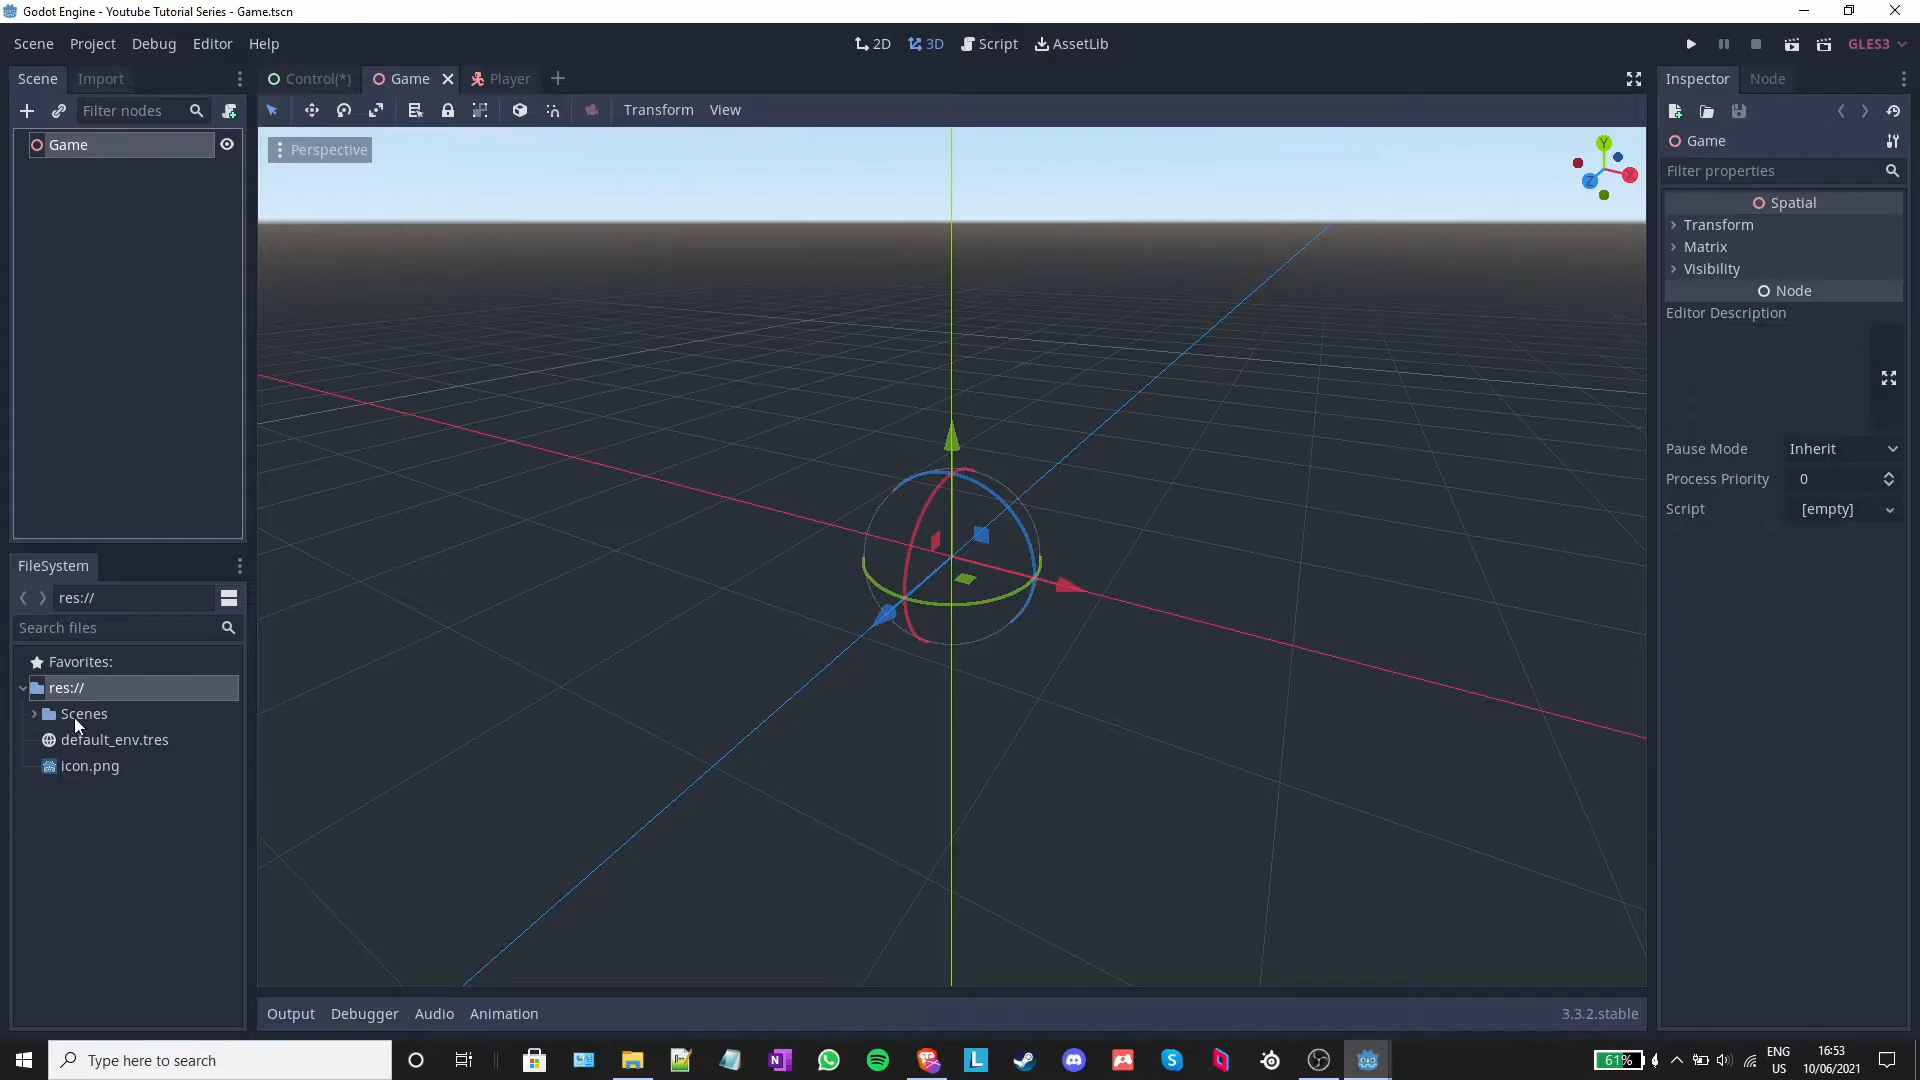 Godot Engine - Youtube Tutorial Series - Game.tscn
Scene Project Debug Editor Help
2D 3D Script AssetLib
GLES3
Scene Import
Control(*) Game Player
Inspector Node
Filter nodes
Transform View
Game
Perspective
Y
X
Z
Game
Filter properties
Spatial
Transform
Matrix
Visibility
Node
Editor Description
Pause Mode Inherit
Process Priority 0
Script [empty]
FileSystem
res://
Search files
Favorites:
res://
Scenes
default_env.tres
icon.png
Output Debugger Audio Animation
3.3.2.stable
Type here to search
N
L
S
61%
ENG
US
16:53
10/06/2021